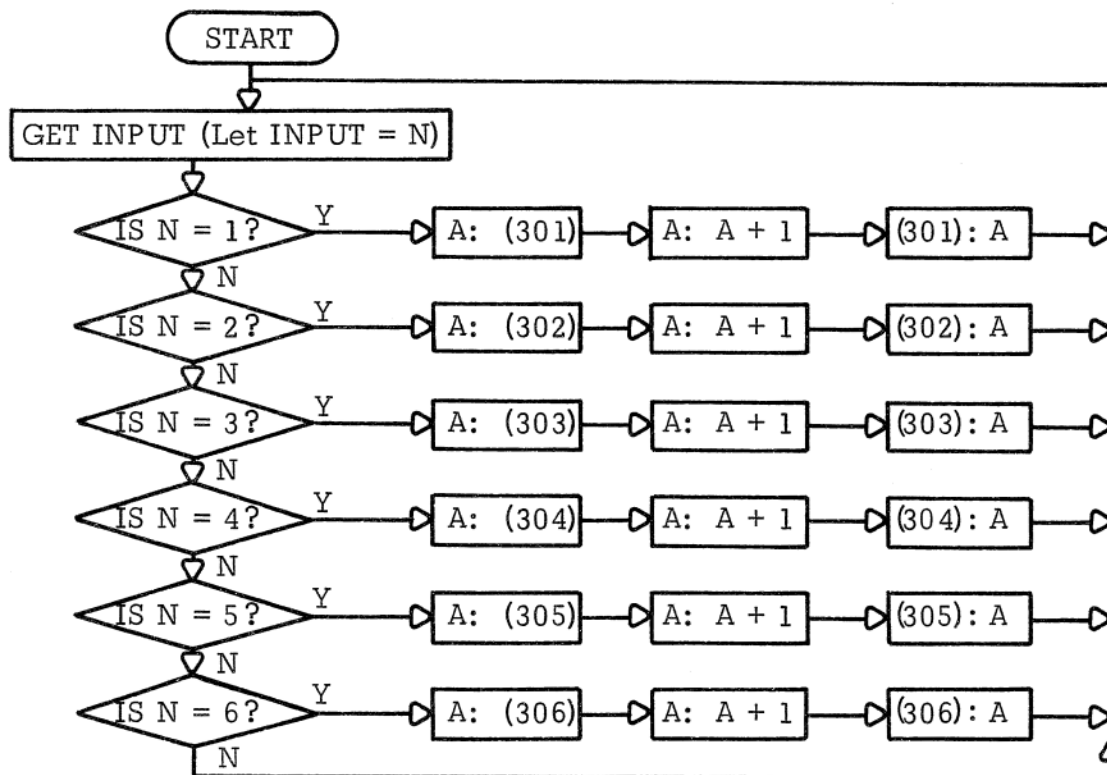 START
GET INPUT (Let INPUT = N)
IS N = 1? Y A: (301) A: A + 1 (301): A
N
IS N = 2? Y A: (302) A: A + 1 (302): A
N
IS N = 3? Y A: (303) A: A + 1 (303): A
N
IS N = 4? Y A: (304) A: A + 1 (304): A
N
IS N = 5? Y A: (305) A: A + 1 (305): A
N
IS N = 6? Y A: (306) A: A + 1 (306): A
N